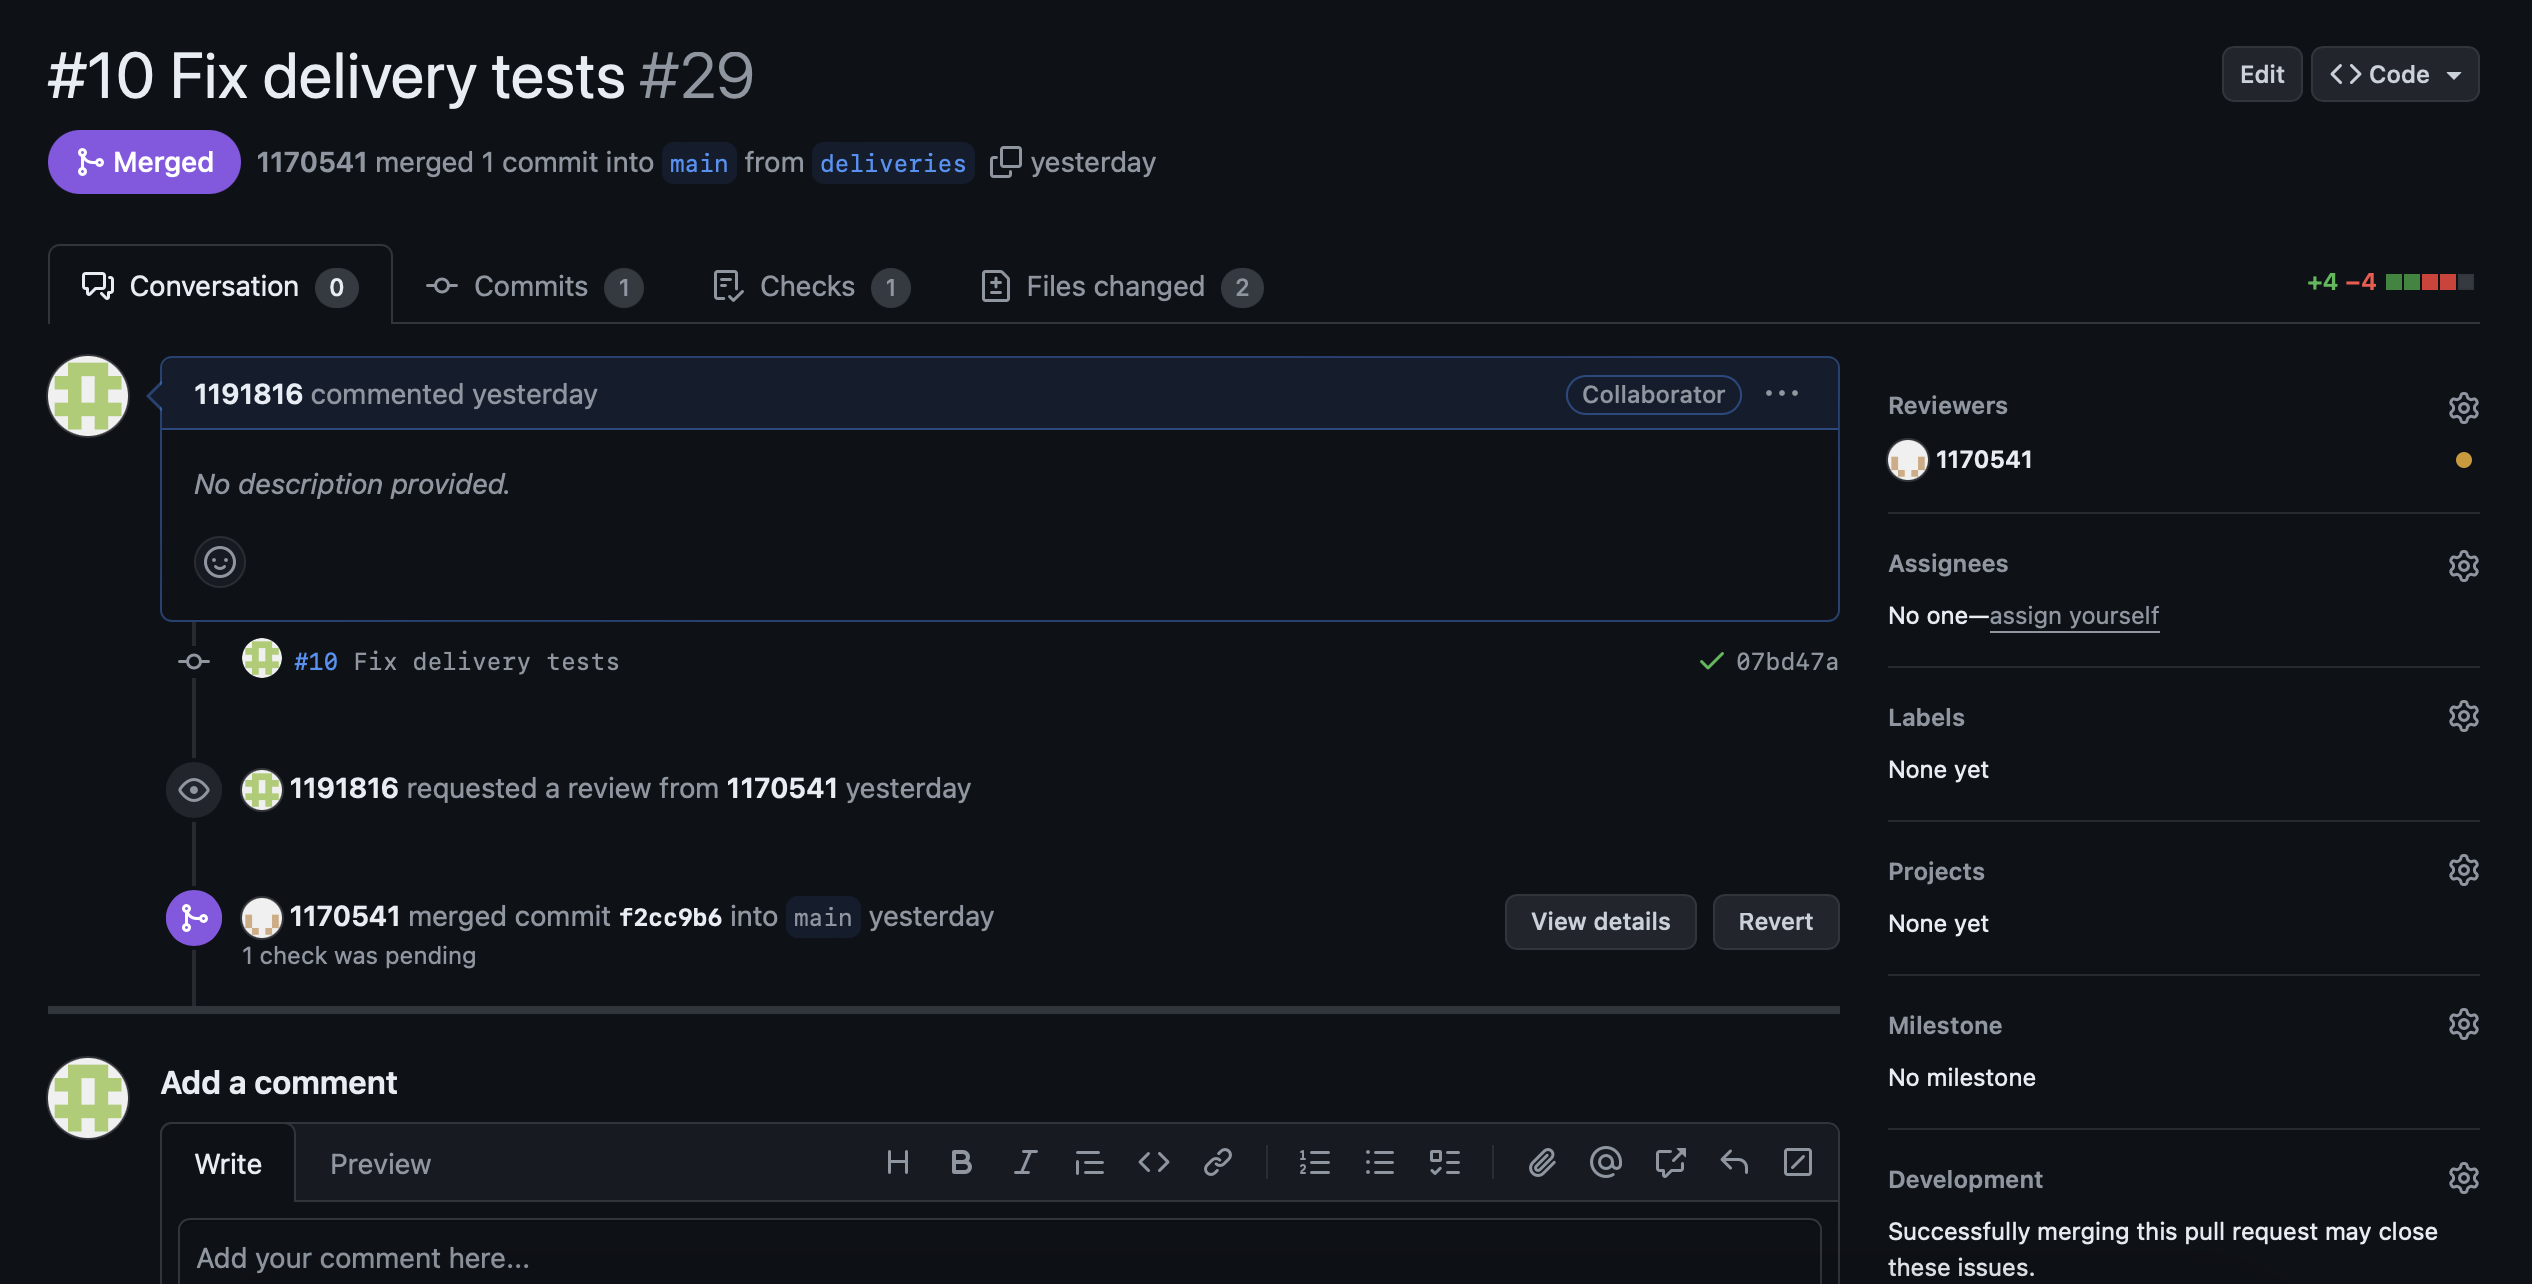 #10 Fix delivery tests #29
Edit
Code
Merged
1170541 merged 1 commit into main from deliveries yesterday
Conversation 0
Commits 1
Checks 1
Files changed 2
+4 −4
1191816 commented yesterday
Collaborator
No description provided.
#10 Fix delivery tests
07bd47a
1191816 requested a review from 1170541 yesterday
1170541 merged commit f2cc9b6 into main yesterday
1 check was pending
View details
Revert
Add a comment
Write
Preview
Add your comment here...
Reviewers
1170541
Assignees
No one—assign yourself
Labels
None yet
Projects
None yet
Milestone
No milestone
Development
Successfully merging this pull request may close
these issues.